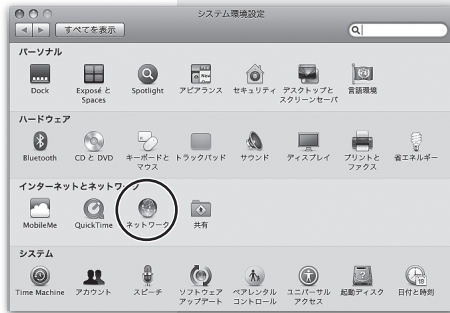 システム環境設定
すべてを表示
パーソナル
Dock
Exposé と
Spaces
Spotlight
アピアランス
セキュリティ
デスクトップと
スクリーンセーバ
言語環境
ハードウェア
Bluetooth
CD と DVD
キーボードと
マウス
トラックパッド
サウンド
ディスプレイ
プリントと
ファクス
省エネルギー
インターネットとネットワーク
MobileMe
QuickTime
ネットワーク
共有
システム
Time Machine
アカウント
スピーチ
ソフトウェア
アップデート
ペアレンタル
コントロール
ユニバーサル
アクセス
起動ディスク
日付と時刻